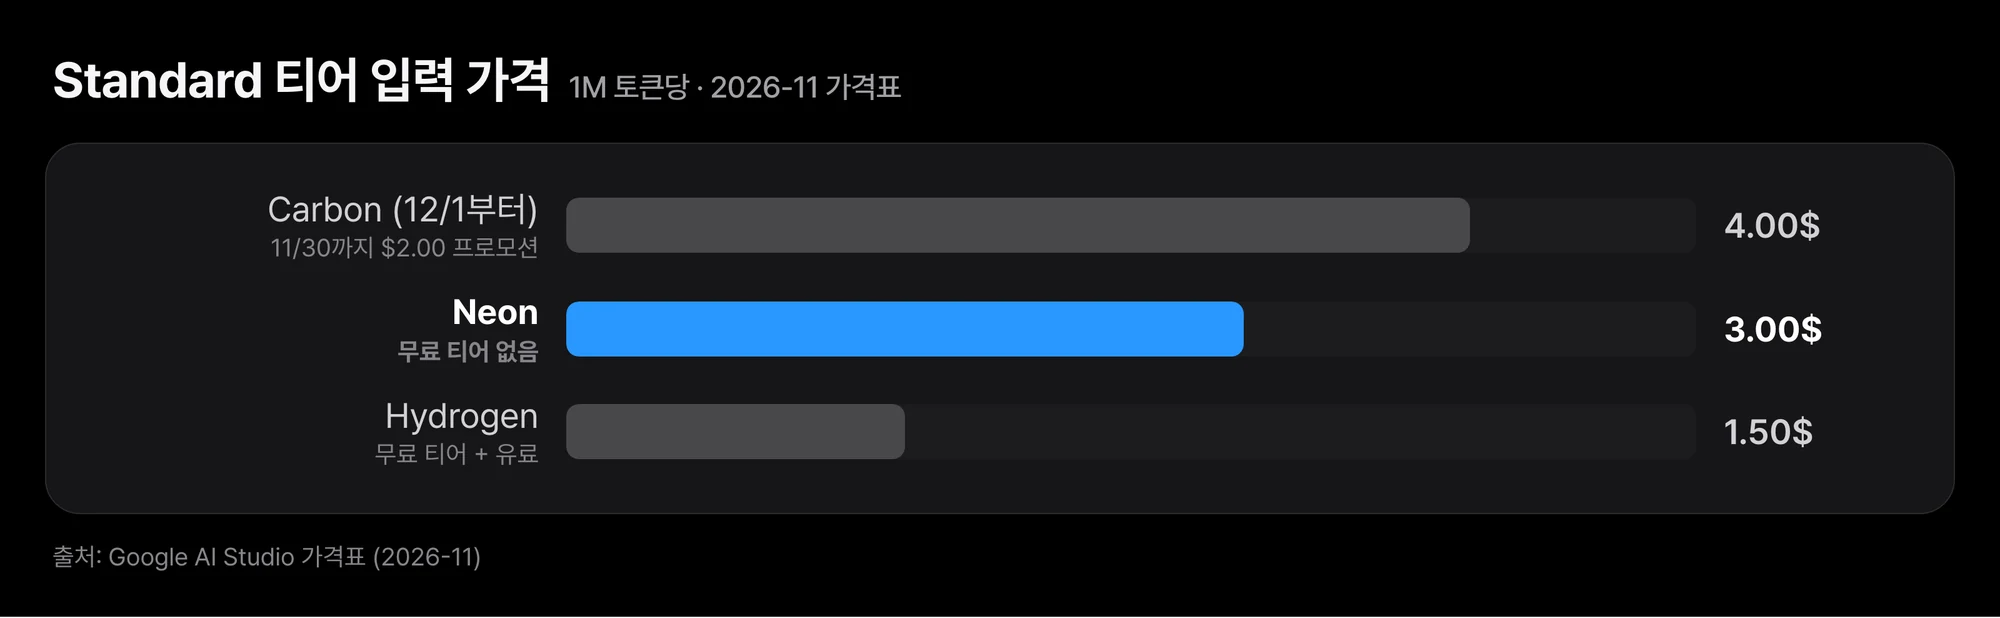 Standard 티어 입력 가격 1M 토큰당 · 2026-11 가격표
Carbon (12/1부터)
11/30까지 $2.00 프로모션
4.00$
Neon
무료 티어 없음
3.00$
Hydrogen
무료 티어 + 유료
1.50$
출처: Google AI Studio 가격표 (2026-11)